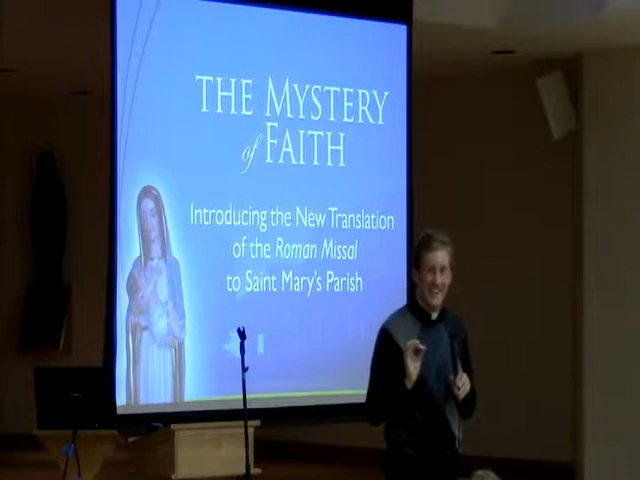 THE MYSTERY
of FAITH
Introducing the New Translation
of the Roman Missal
to Saint Mary's Parish